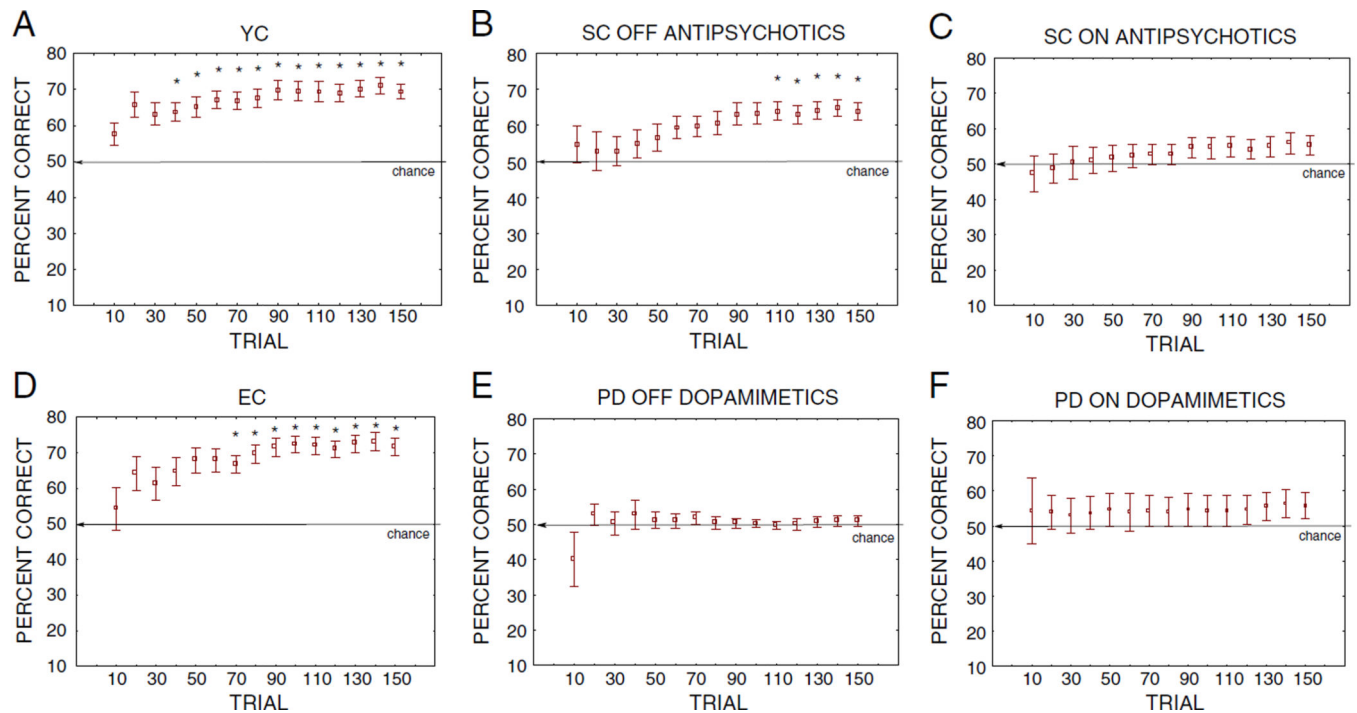 A
YC
PERCENT CORRECT
80
70
60
50
40
30
20
10
* * * * * * * * * * * *
chance
10 30 50 70 90 110 130 150
TRIAL
B
SC OFF ANTIPSYCHOTICS
PERCENT CORRECT
80
70
60
50
40
30
20
10
* * * * *
chance
10 30 50 70 90 110 130 150
TRIAL
C
SC ON ANTIPSYCHOTICS
PERCENT CORRECT
80
70
60
50
40
30
20
10
chance
10 30 50 70 90 110 130 150
TRIAL
D
EC
PERCENT CORRECT
80
70
60
50
40
30
20
10
* * * * * * * * *
chance
10 30 50 70 90 110 130 150
TRIAL
E
PD OFF DOPAMIMETICS
PERCENT CORRECT
80
70
60
50
40
30
20
10
chance
10 30 50 70 90 110 130 150
TRIAL
F
PD ON DOPAMIMETICS
PERCENT CORRECT
80
70
60
50
40
30
20
10
chance
10 30 50 70 90 110 130 150
TRIAL